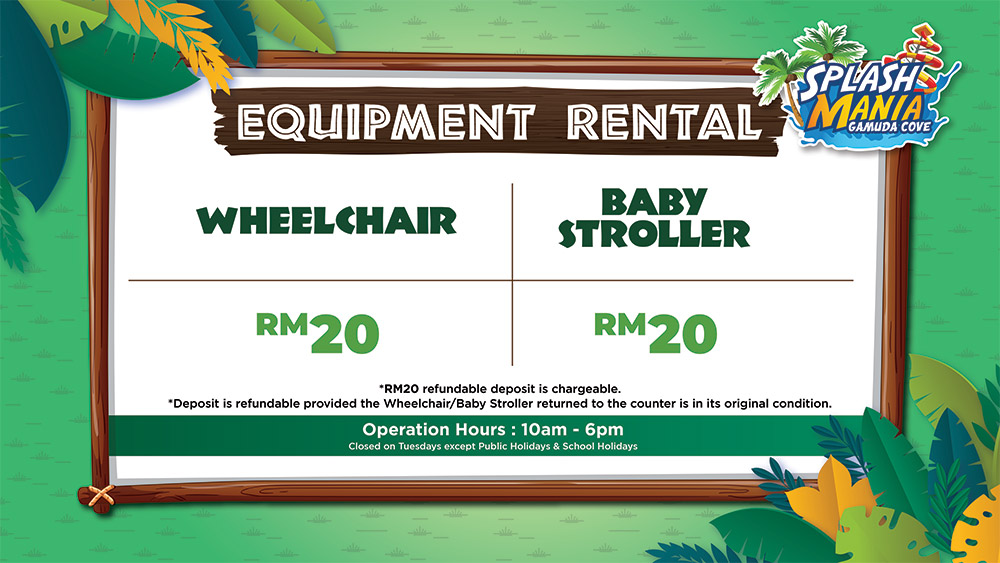 SPLASH
MANIA
GAMUDA COVE
EQUIPMENT RENTAL
WHEELCHAIR
BABY
STROLLER
RM20
RM20
*RM20 refundable deposit is chargeable.
*Deposit is refundable provided the Wheelchair/Baby Stroller returned to the counter is in its original condition.
Operation Hours : 10am - 6pm
Closed on Tuesdays except Public Holidays & School Holidays